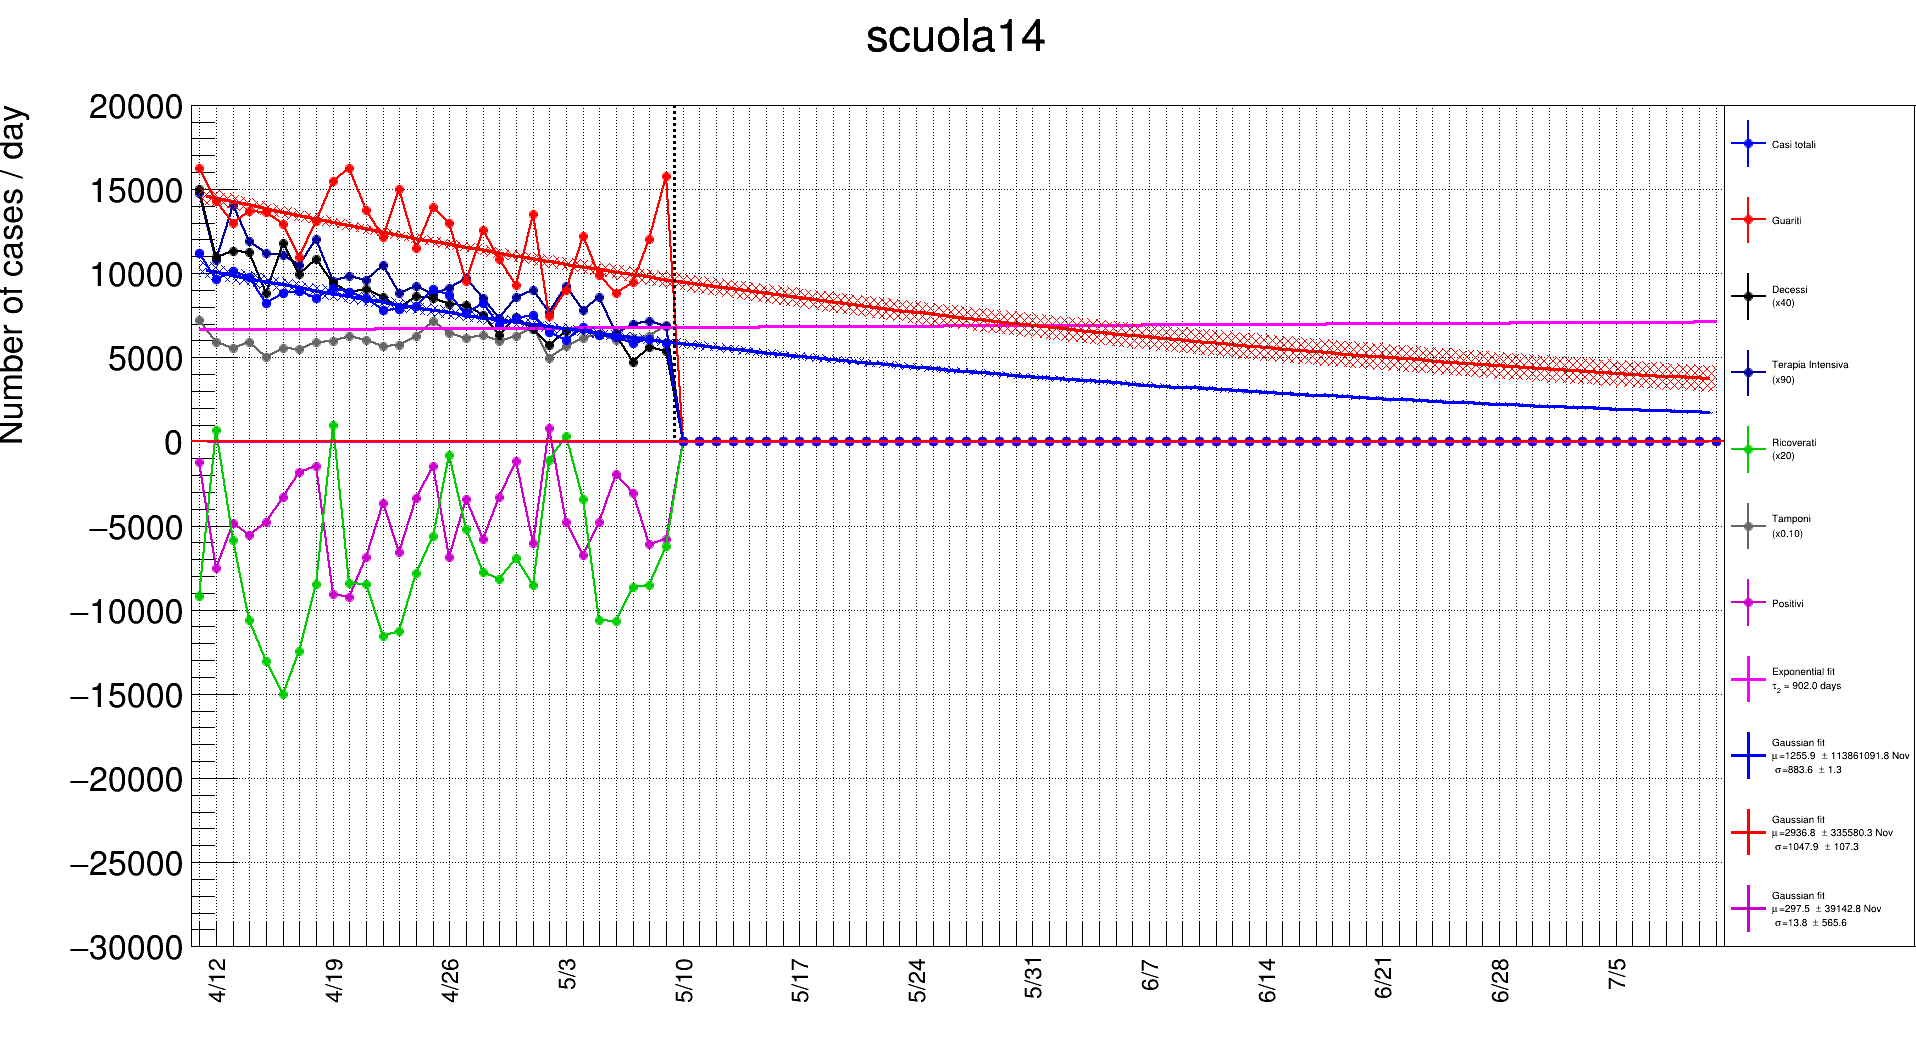 scuola14
Number of cases / day
20000
15000
10000
5000
0
−5000
−10000
−15000
−20000
−25000
−30000
4/12
4/19
4/26
5/3
5/10
5/17
5/24
5/31
6/7
6/14
6/21
6/28
7/5
Casi totali
Guariti
Decessi
(x40)
Terapia Intensiva
(x90)
Ricoverati
(x20)
Tamponi
(x0.10)
Positivi
Exponential fit
τ2 = 902.0 days
Gaussian fit
μ=1255.9 ± 113861091.8 Nov
σ=883.6 ± 1.3
Gaussian fit
μ=2936.8 ± 335580.3 Nov
σ=1047.9 ± 107.3
Gaussian fit
μ=297.5 ± 39142.8 Nov
σ=13.8 ± 565.6